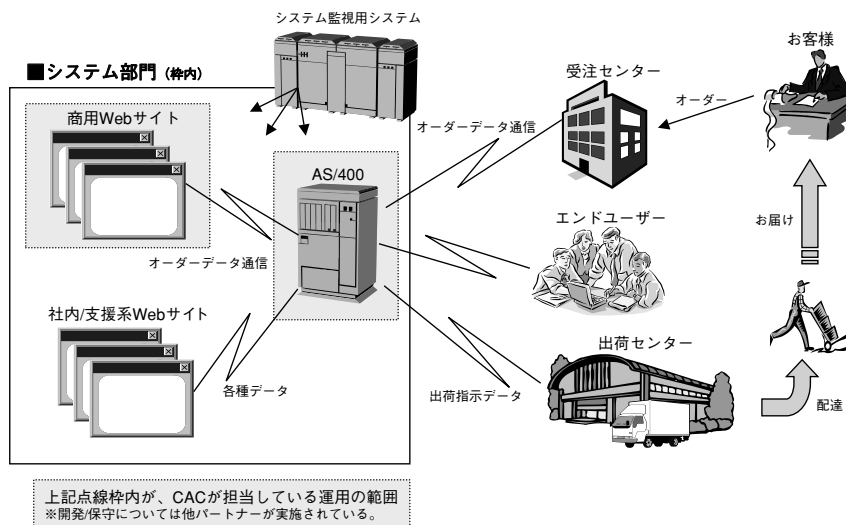 システム監視用システム
■システム部門（枠内）
商用Webサイト
AS/400
オーダーデータ通信
社内/支援系Webサイト
各種データ
オーダーデータ通信
受注センター
お客様
オーダー
エンドユーザー
お届け
出荷センター
出荷指示データ
配達
上記点線枠内が、CACが担当している運用の範囲
※開発/保守については他パートナーが実施されている。